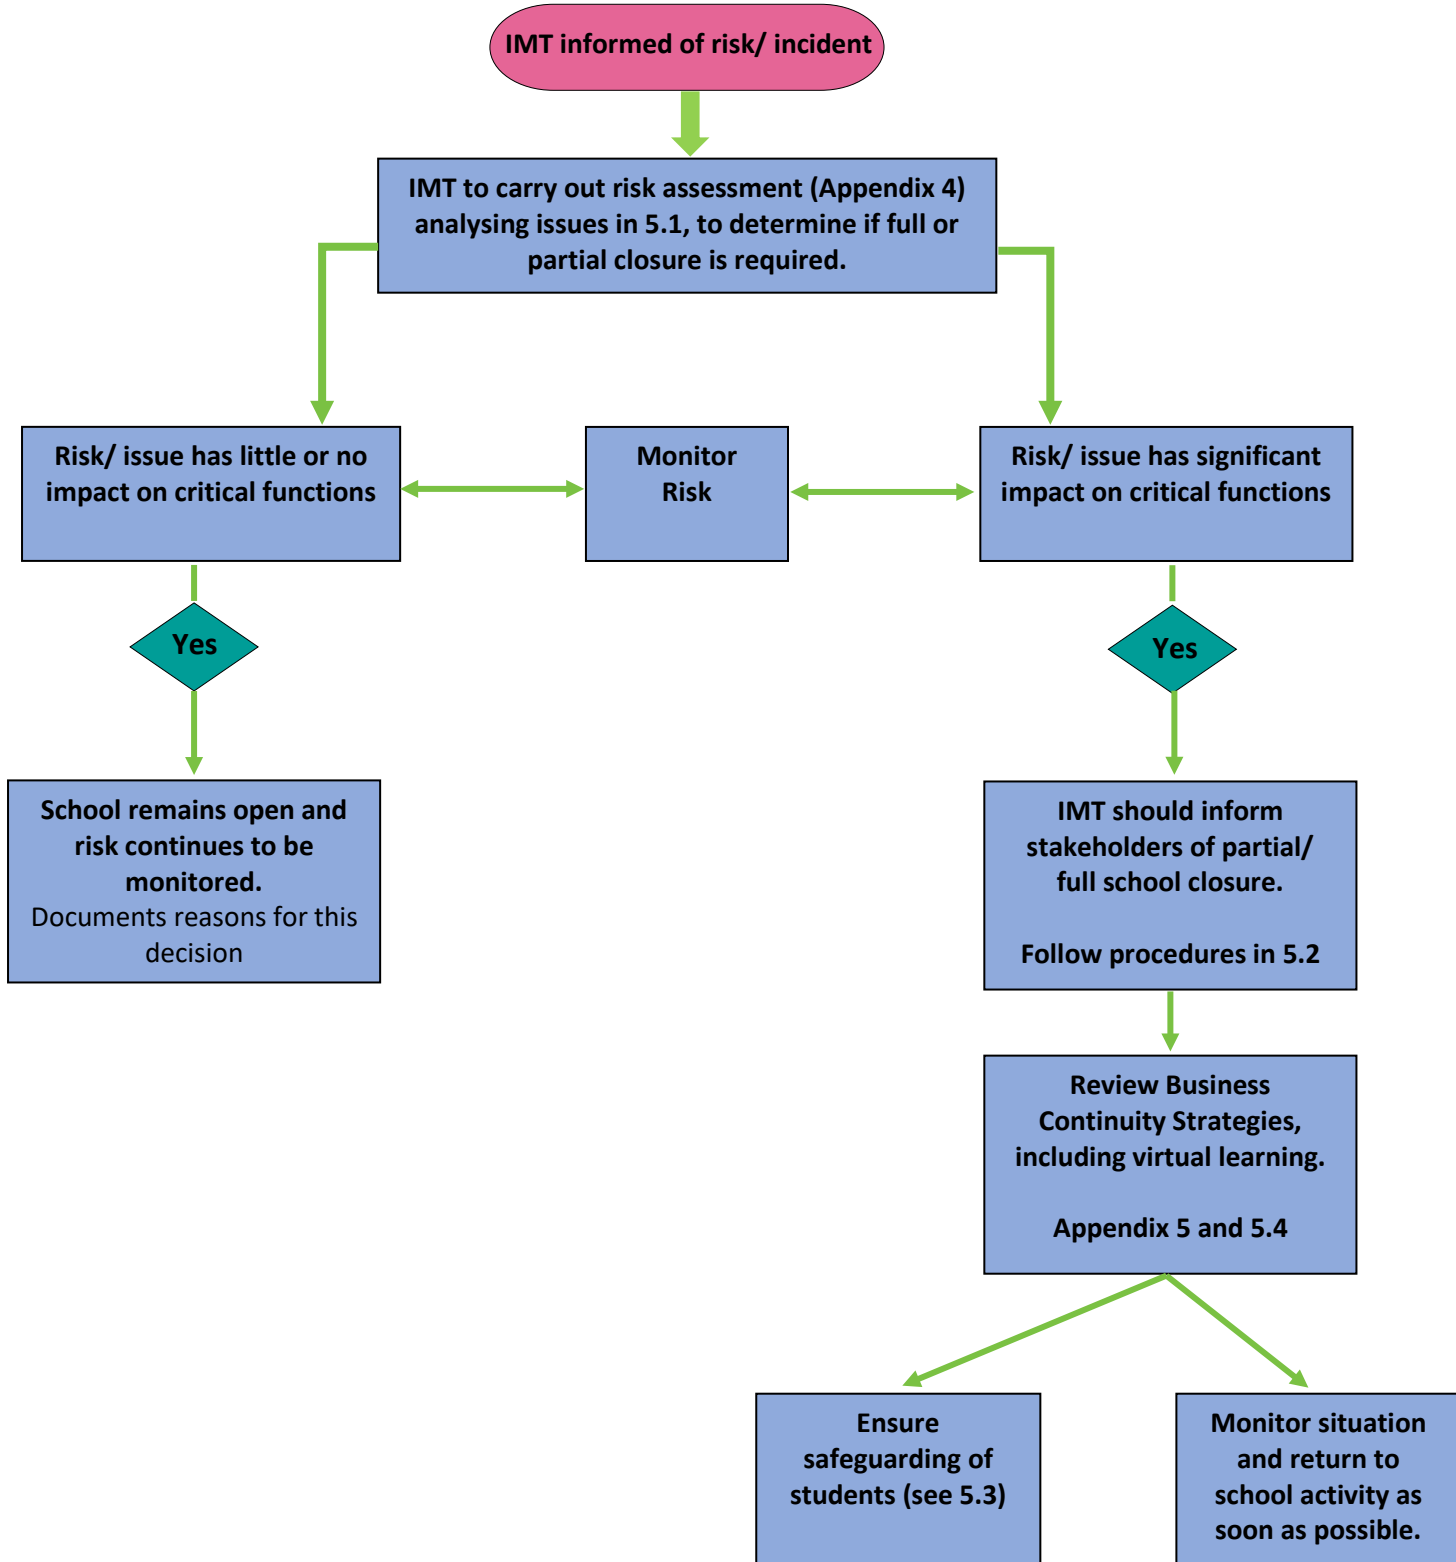 IMT informed of risk/ incident
IMT to carry out risk assessment (Appendix 4)
analysing issues in 5.1, to determine if full or
partial closure is required.
Risk/ issue has little or no
impact on critical functions
Monitor
Risk
Risk/ issue has significant
impact on critical functions
Yes
Yes
School remains open and
risk continues to be
monitored.
Documents reasons for this
decision
IMT should inform
stakeholders of partial/
full school closure.
Follow procedures in 5.2
Review Business
Continuity Strategies,
including virtual learning.
Appendix 5 and 5.4
Ensure
safeguarding of
students (see 5.3)
Monitor situation
and return to
school activity as
soon as possible.